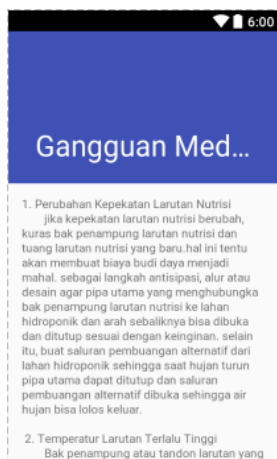 6:00
Gangguan Med...
1. Perubahan Kepekatan Larutan Nutrisi
jika kepekatan larutan nutrisi berubah,
kuras bak penampung larutan nutrisi dan
tuang larutan nutrisi yang baru.hal ini tentu
akan membuat biaya budi daya menjadi
mahal. sebagai langkah antisipasi, alur atau
desain agar pipa utama yang menghubungka
bak penampung larutan nutrisi ke lahan
hidroponik dan arah sebaliknya bisa dibuka
dan ditutup sesuai dengan keinginan. selain
itu, buat saluran pembuangan alternatif dari
lahan hidroponik sehingga saat hujan turun
pipa utama dapat ditutup dan saluran
pembuangan alternatif dibuka sehingga air
hujan bisa lolos keluar.
2. Temperatur Larutan Terlalu Tinggi
Bak penampung atau tandon larutan yang